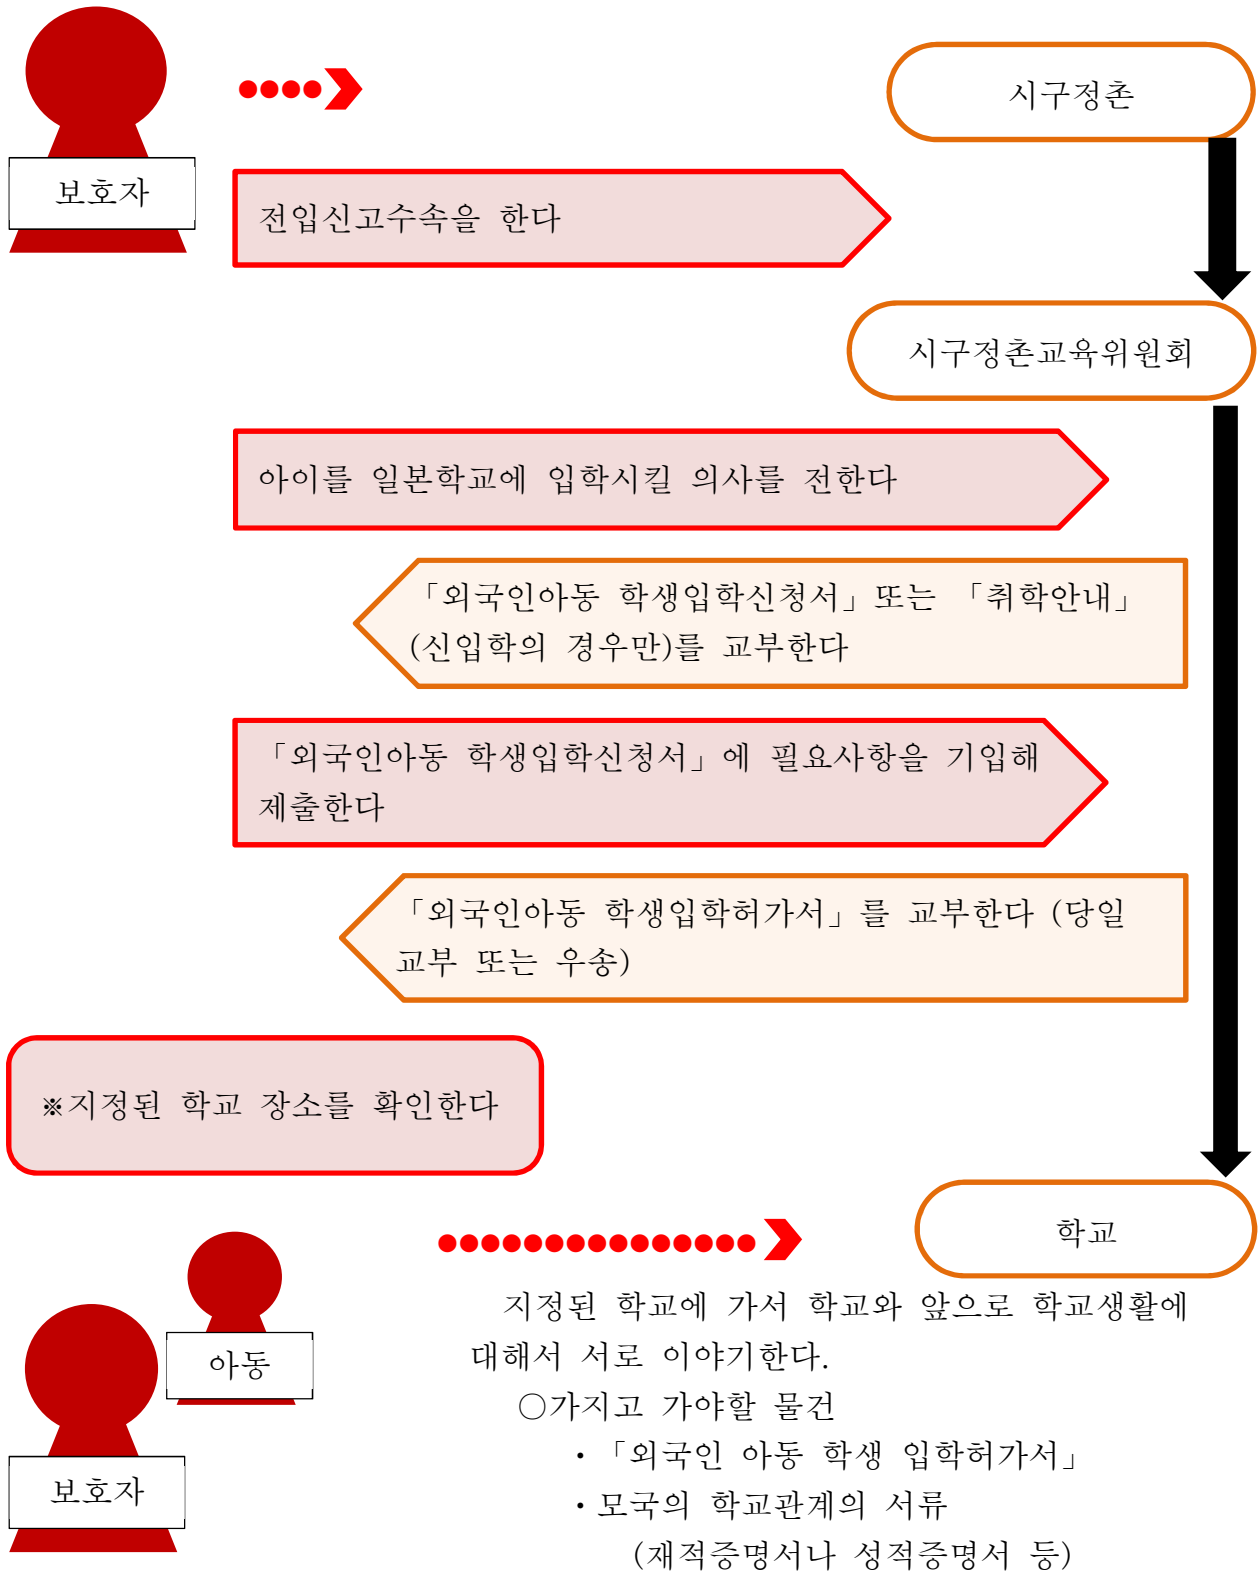 시구정촌
보호자
전입신고수속을 한다
시구정촌교육위원회
아이를 일본학교에 입학시킬 의사를 전한다
「외국인아동 학생입학신청서」또는 「취학안내」
(신입학의 경우만)를 교부한다
「외국인아동 학생입학신청서」에 필요사항을 기입해
제출한다
「외국인아동 학생입학허가서」를 교부한다 (당일
교부 또는 우송)
※지정된 학교 장소를 확인한다
학교
아동
보호자
지정된 학교에 가서 학교와 앞으로 학교생활에
대해서 서로 이야기한다.
○가지고 가야할 물건
・「외국인 아동 학생 입학허가서」
・모국의 학교관계의 서류
(재적증명서나 성적증명서 등)